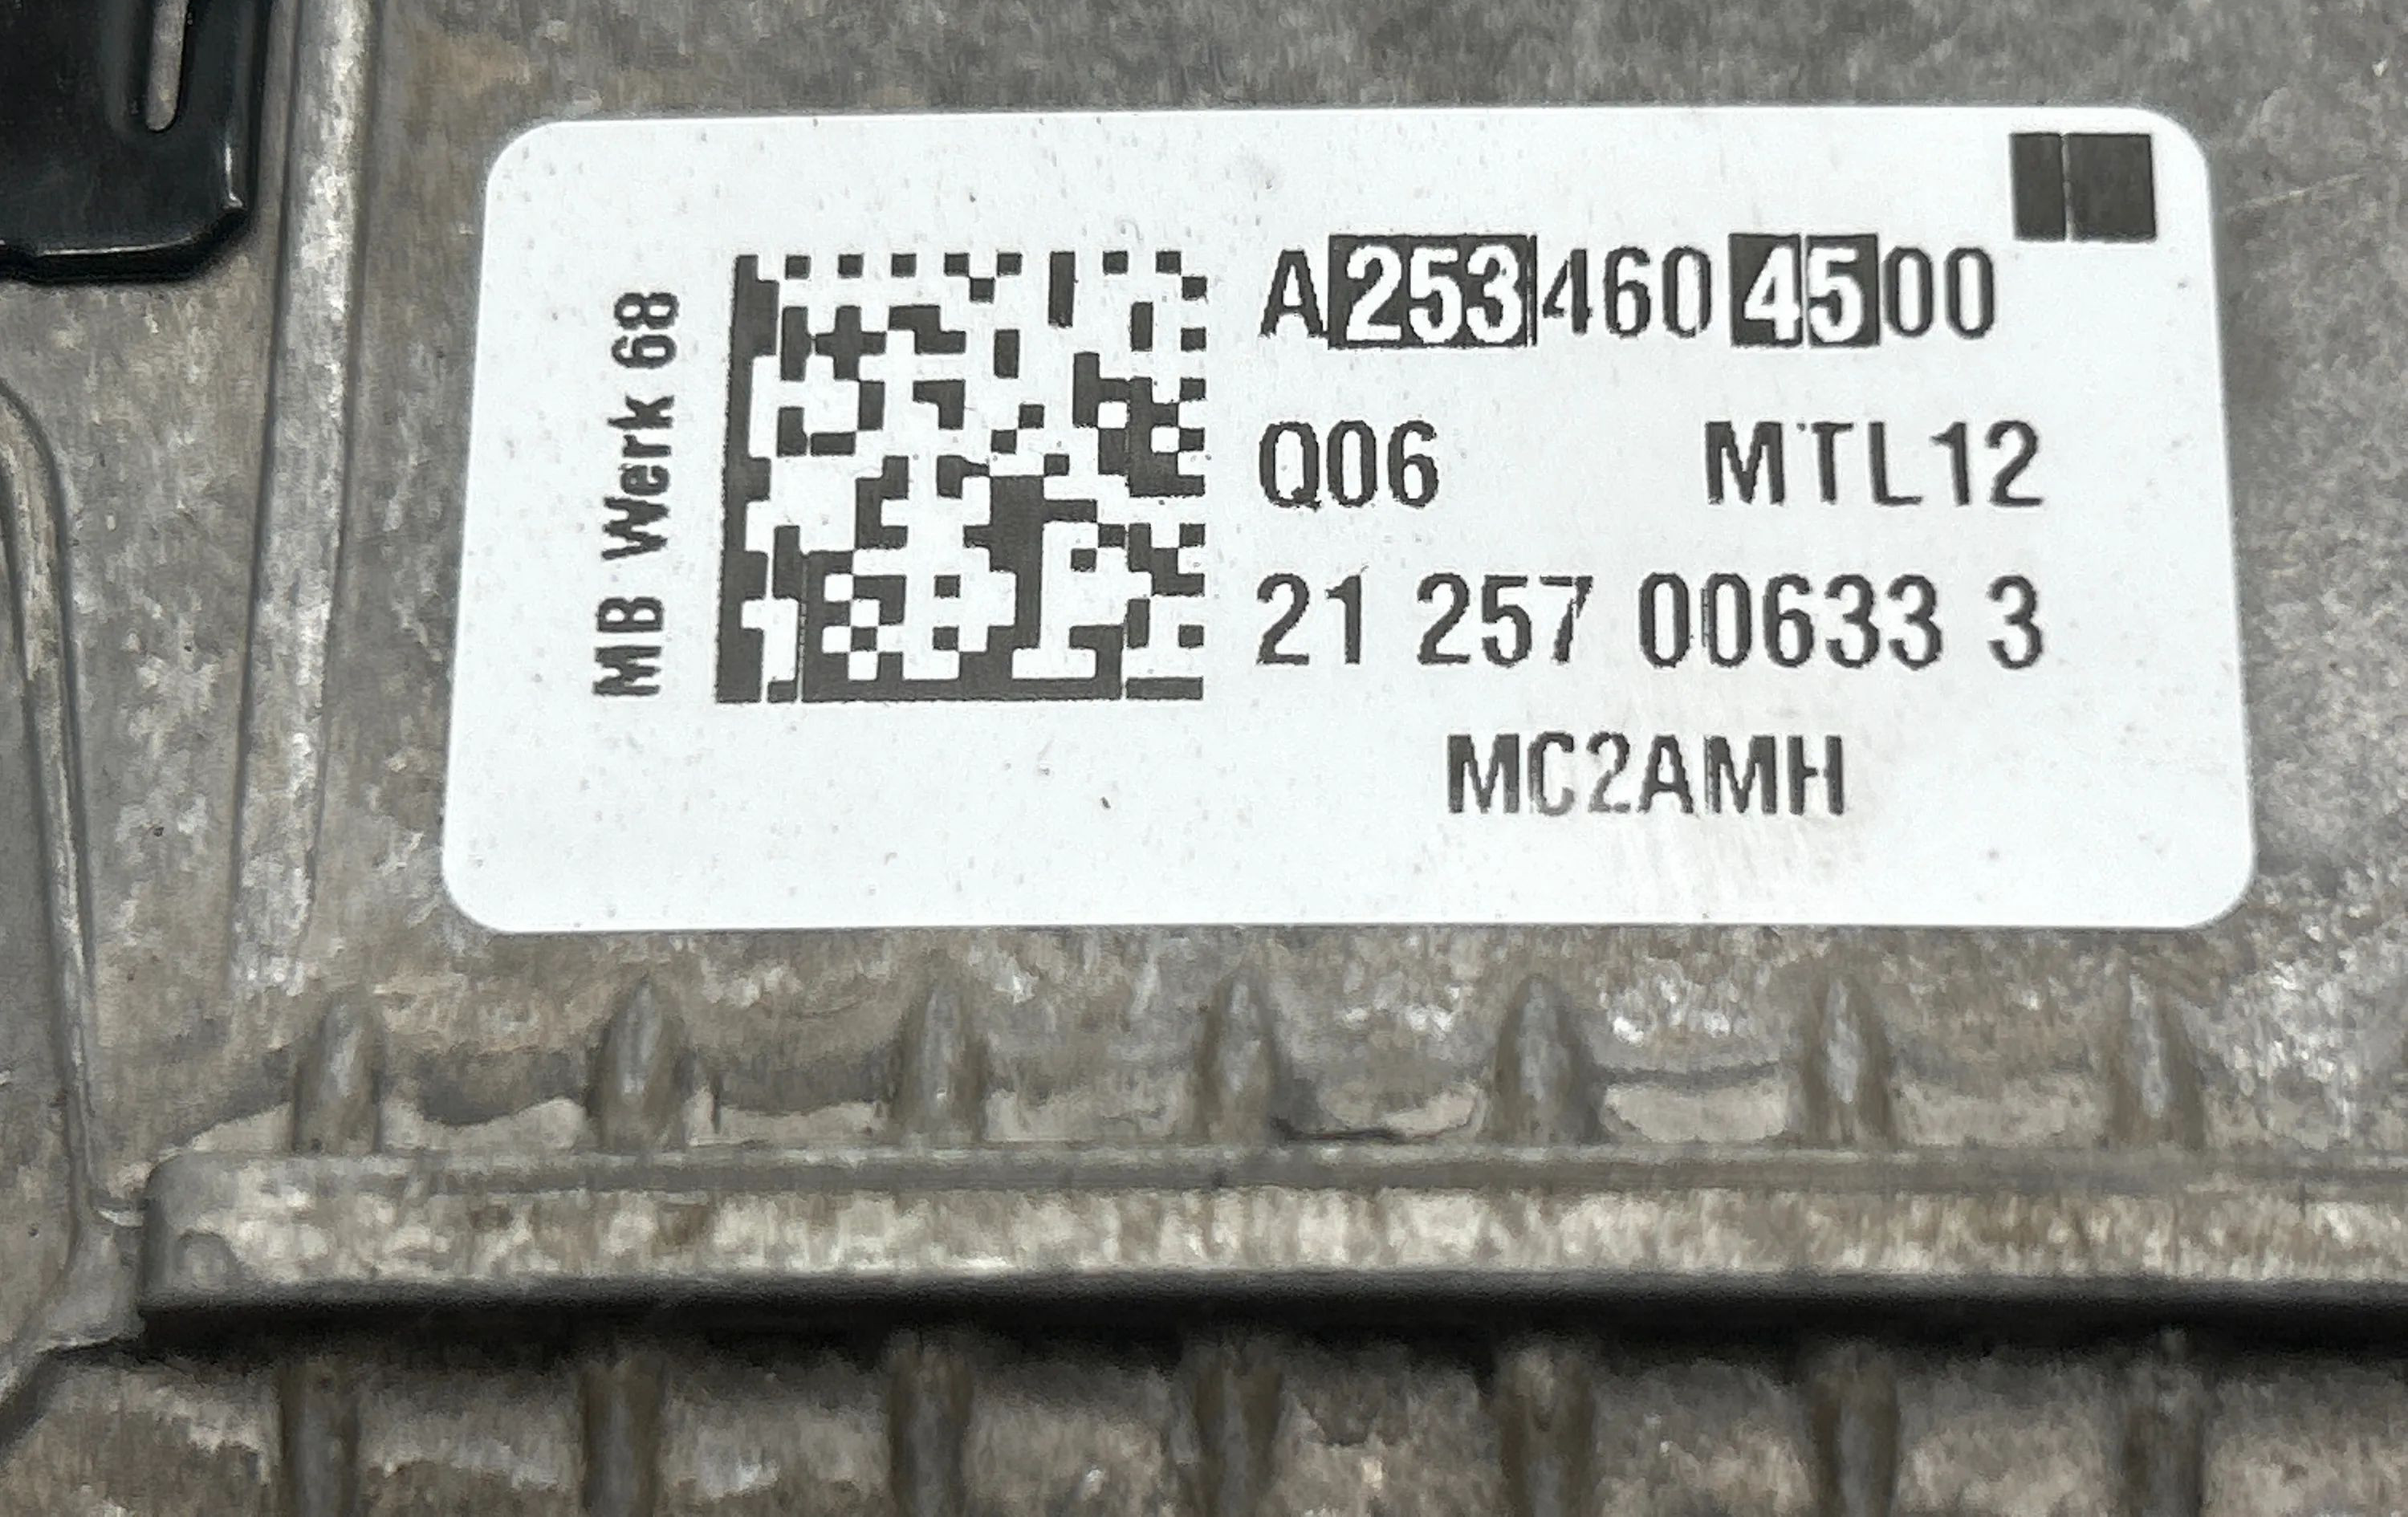 MB Werk 68
A2534604500
Q06 MTL12
21 257 00633 3
MC2AMH